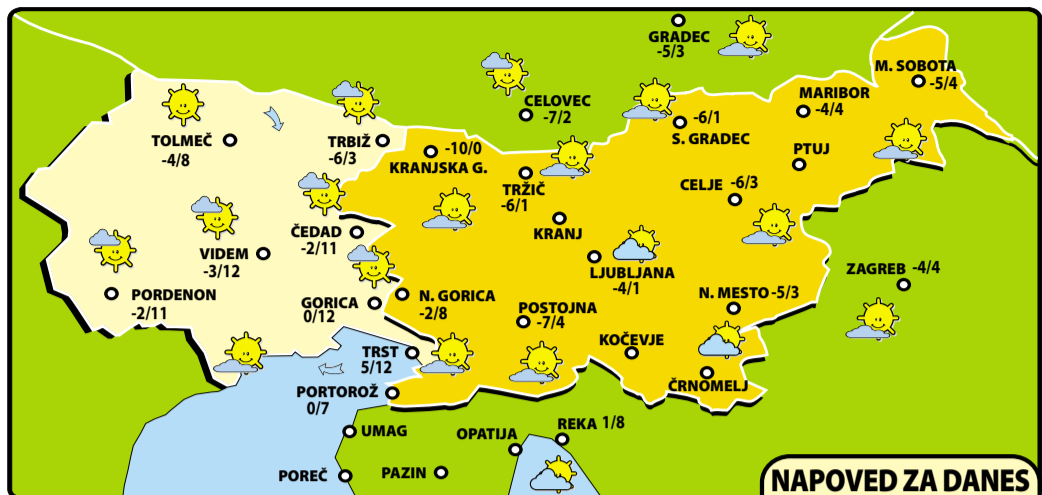 GRADEC
-5/3
M. SOBOTA
-5/4
CELOVEC
-7/2
MARIBOR
-4/4
-6/1
S. GRADEC
TOLMEČ
-4/8
TRBIŽ
-6/3
-10/0
KRANJSKA G.
PTUJ
TRŽIČ
-6/1
CELJE -6/3
ČEDAD
-2/11
KRANJ
VIDEM
-3/12
LJUBLJANA
-4/1
ZAGREB -4/4
PORDENON
-2/11
GORICA
0/12
N. GORICA
-2/8
N. MESTO -5/3
POSTOJNA
-7/4
KOČEVJE
TRST
5/12
ČRNOMELJ
PORTOROŽ
0/7
UMAG
OPATIJA
REKA 1/8
POREČ
PAZIN
NAPOVED ZA DANES